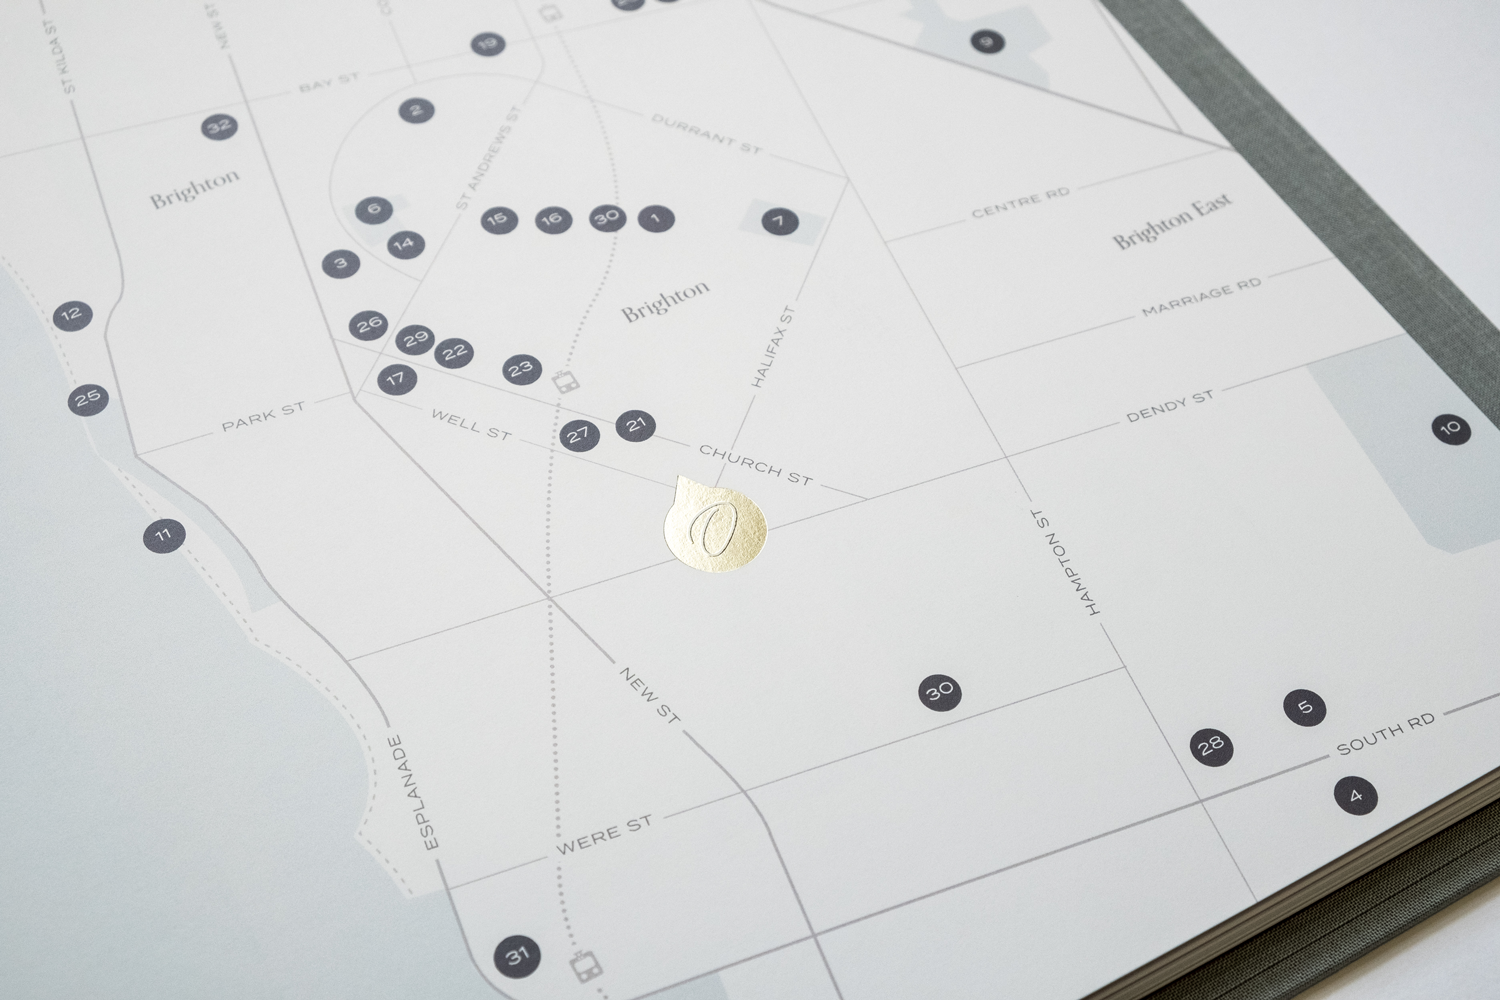 ST KILDA ST
NEW ST
19
9
BAY ST
2
32
DURRANT ST
ST ANDREWS ST
Brighton
CENTRE RD
6
15
16
30
1
7
Brighton East
14
3
12
Brighton
MARRIAGE RD
26
29
22
HALIFAX ST
23
17
25
PARK ST
WELL ST
27
21
DENDY ST
10
CHURCH ST
O
11
HAMPTON ST
NEW ST
30
5
28
SOUTH RD
4
ESPLANADE
WERE ST
31